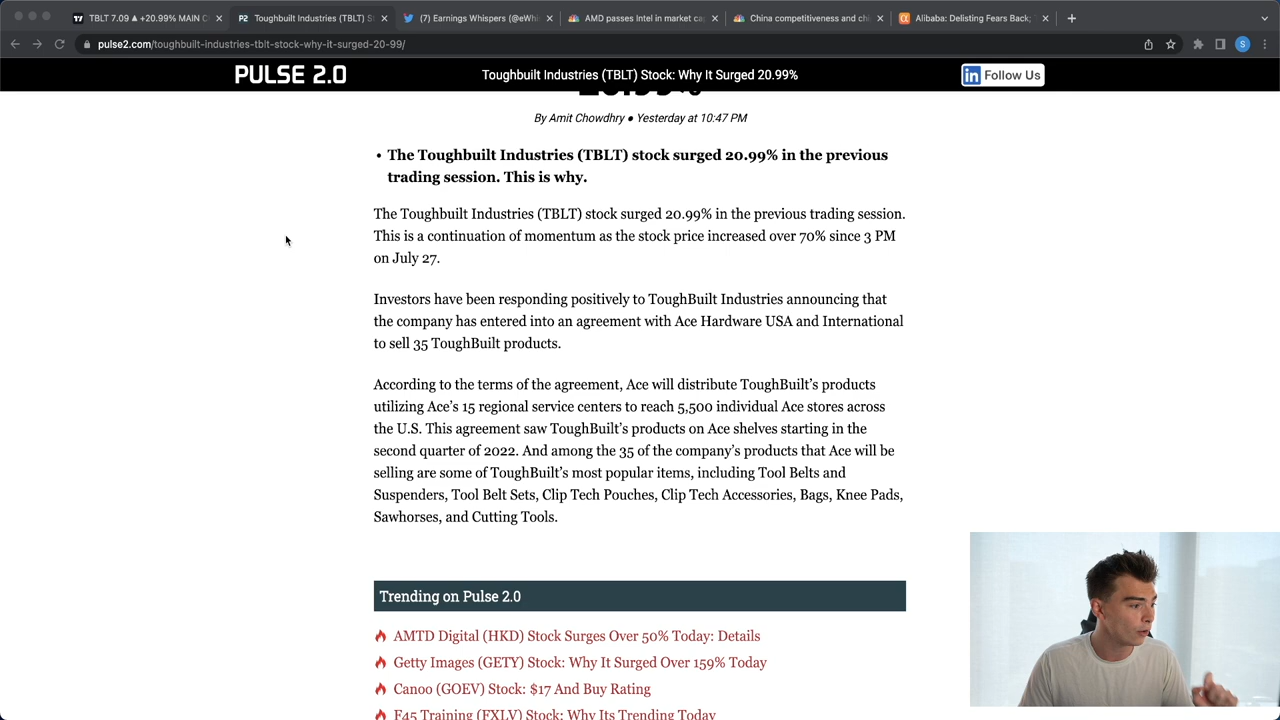 TBLT 7.09 ▲ +20.99% MAIN C
Toughbuilt Industries (TBLT) S
(7) Earnings Whispers (@eWhi
AMD passes Intel in market ca
China competitiveness and chi
Alibaba: Delisting Fears Back;
pulse2.com/toughbuilt-industries-tblt-stock-why-it-surged-20-99/
PULSE 2.0
Toughbuilt Industries (TBLT) Stock: Why It Surged 20.99%
in Follow Us
20.99%
By Amit Chowdhry ● Yesterday at 10:47 PM
• The Toughbuilt Industries (TBLT) stock surged 20.99% in the previous
trading session. This is why.
The Toughbuilt Industries (TBLT) stock surged 20.99% in the previous trading session.
This is a continuation of momentum as the stock price increased over 70% since 3 PM
on July 27.
Investors have been responding positively to ToughBuilt Industries announcing that
the company has entered into an agreement with Ace Hardware USA and International
to sell 35 ToughBuilt products.
According to the terms of the agreement, Ace will distribute ToughBuilt’s products
utilizing Ace’s 15 regional service centers to reach 5,500 individual Ace stores across
the U.S. This agreement saw ToughBuilt’s products on Ace shelves starting in the
second quarter of 2022. And among the 35 of the company’s products that Ace will be
selling are some of ToughBuilt’s most popular items, including Tool Belts and
Suspenders, Tool Belt Sets, Clip Tech Pouches, Clip Tech Accessories, Bags, Knee Pads,
Sawhorses, and Cutting Tools.
Trending on Pulse 2.0
AMTD Digital (HKD) Stock Surges Over 50% Today: Details
Getty Images (GETY) Stock: Why It Surged Over 159% Today
Canoo (GOEV) Stock: $17 And Buy Rating
F45 Training (FXLV) Stock: Why Its Trending Today